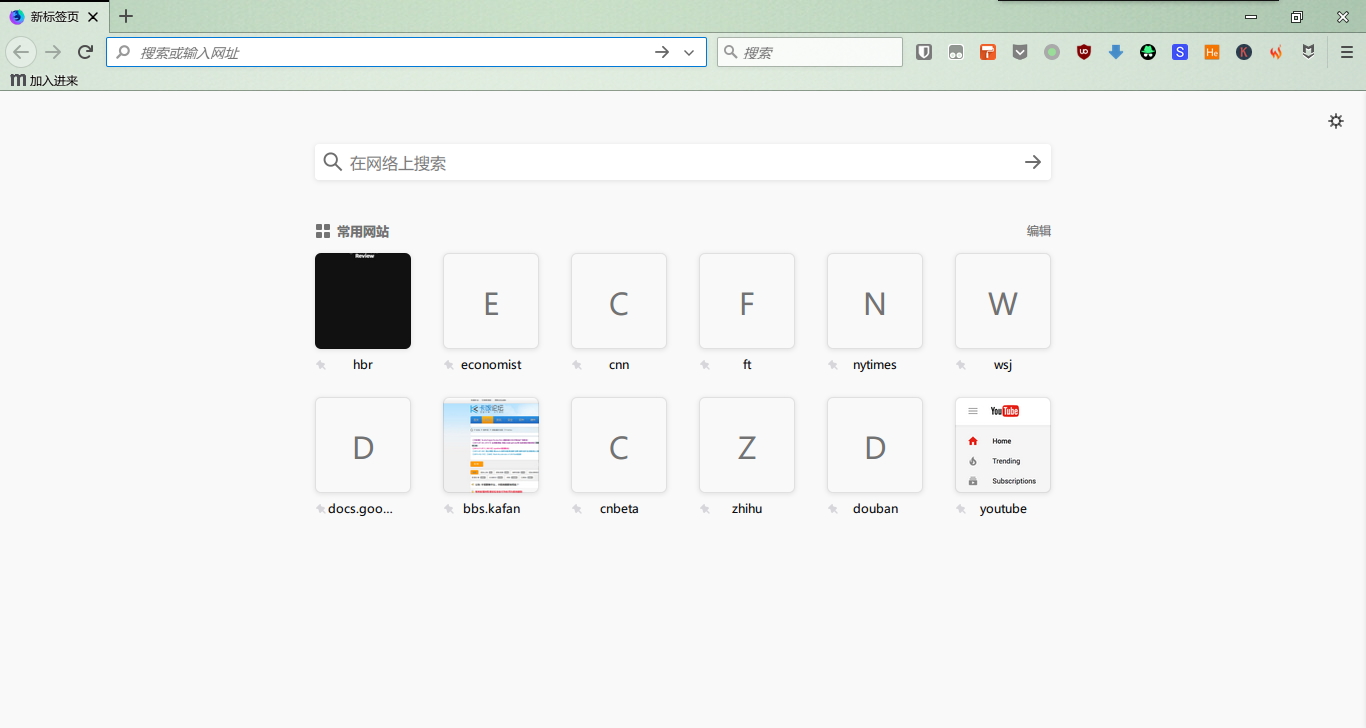 新标签页
搜索或输入网址
搜索
UD
S
He
K
m 加入进来
在网络上搜索
常用网站
编辑
Review
E
C
F
N
W
hbr
economist
cnn
ft
nytimes
wsj
D
C
Z
D
YouTube
Home
Trending
Subscriptions
docs.goo...
bbs.kafan
cnbeta
zhihu
douban
youtube